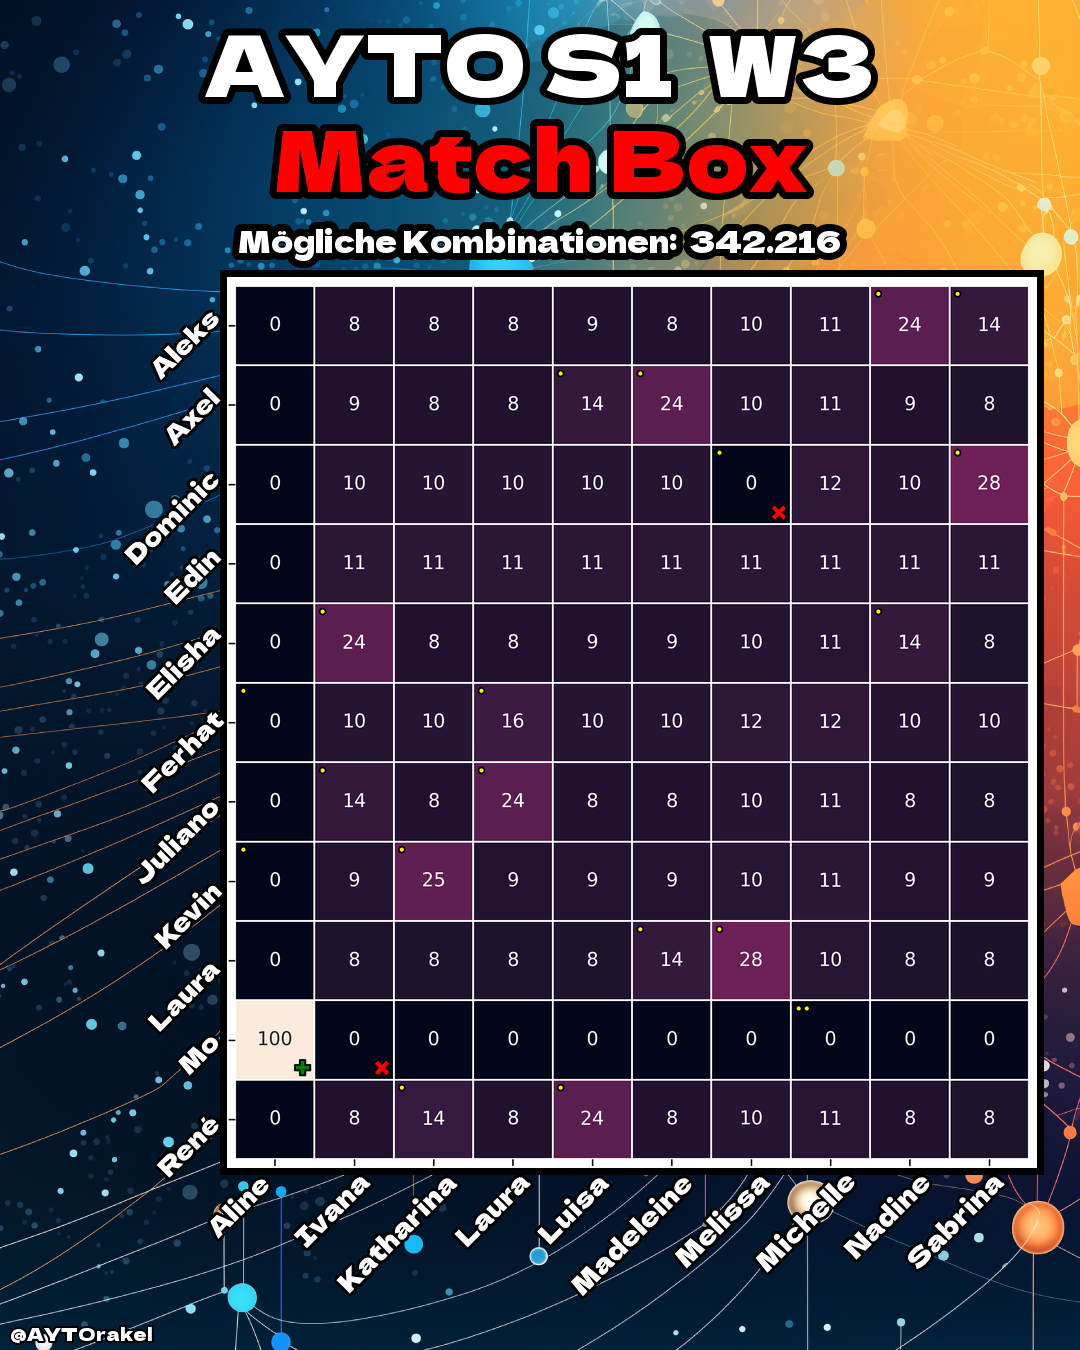 AYTO S1 W3
MatchBox
Mögliche Kombinationen: 342.216
Aleks 0 8 8 8 9 8 10 11 24 14
Axel 0 9 8 8 14 24 10 11 9 8
Dominic 0 10 10 10 10 10 0 12 10 28
Edin 0 11 11 11 11 11 11 11 11 11
Elisha 0 24 8 8 9 9 10 11 14 8
Ferhat 0 10 10 16 10 10 12 12 10 10
Juliano 0 14 8 24 8 8 10 11 8 8
Kevin 0 9 25 9 9 9 10 11 9 9
Laura 0 8 8 8 8 14 28 10 8 8
Mo 100 0 0 0 0 0 0 0 0 0
René 0 8 14 8 24 8 10 11 8 8
Aline Ivana Katharina Laura Luisa Madeleine Melissa Michelle Nadine Sabrina
@AYTOrakel